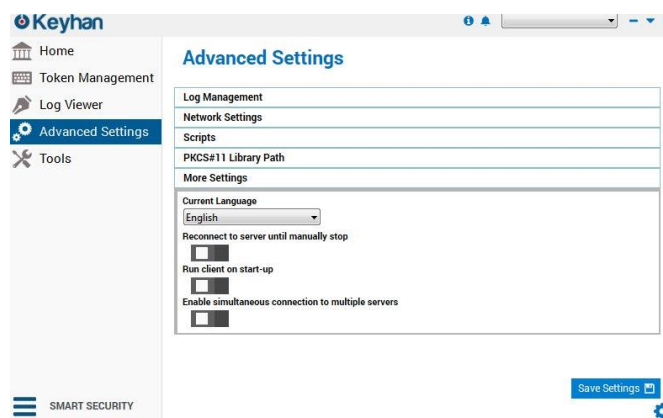 Keyhan
Home
Token Management
Log Viewer
Advanced Settings
Tools
SMART SECURITY
Advanced Settings
Log Management
Network Settings
Scripts
PKCS#11 Library Path
More Settings
Current Language
English
Reconnect to server until manually stop
Run client on start-up
Enable simultaneous connection to multiple servers
Save Settings